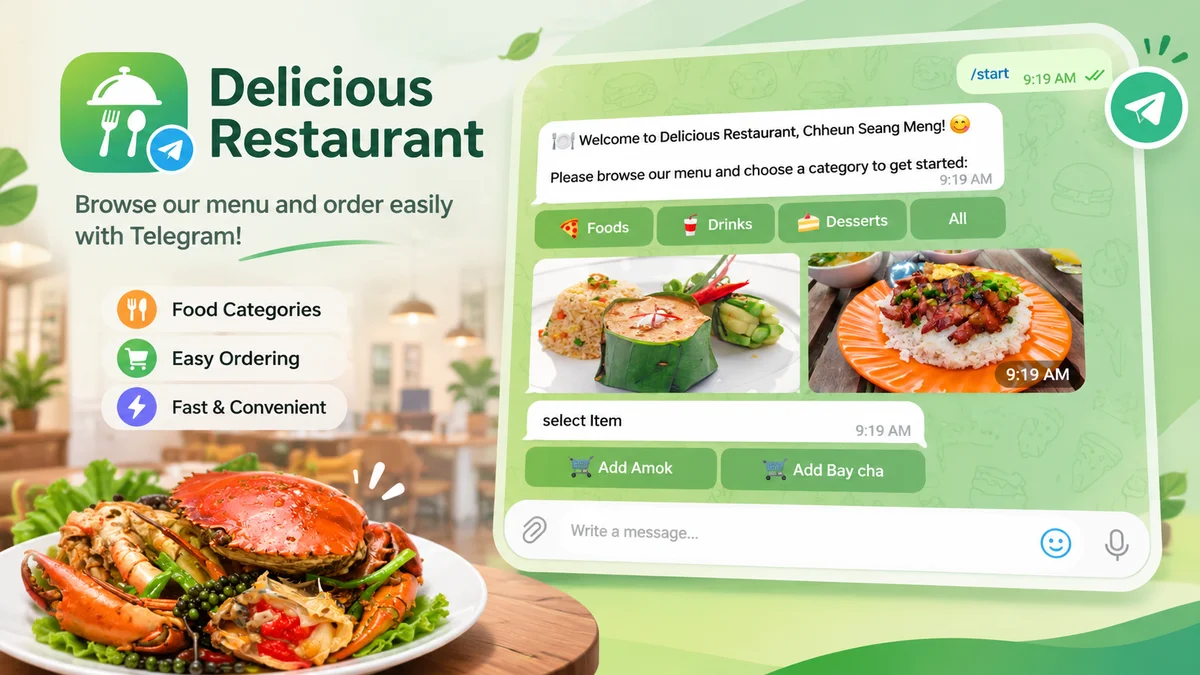 Delicious
Restaurant
Browse our menu and order easily
with Telegram!
Food Categories
Easy Ordering
Fast & Convenient
/start 9:19 AM
🍽️ Welcome to Delicious Restaurant, Chheun Seang Meng! 😋
Please browse our menu and choose a category to get started:
9:19 AM
🍕 Foods
🥤 Drinks
🍰 Desserts
All
9:19 AM
select Item
9:19 AM
🛒 Add Amok
🛒 Add Bay cha
Write a message...